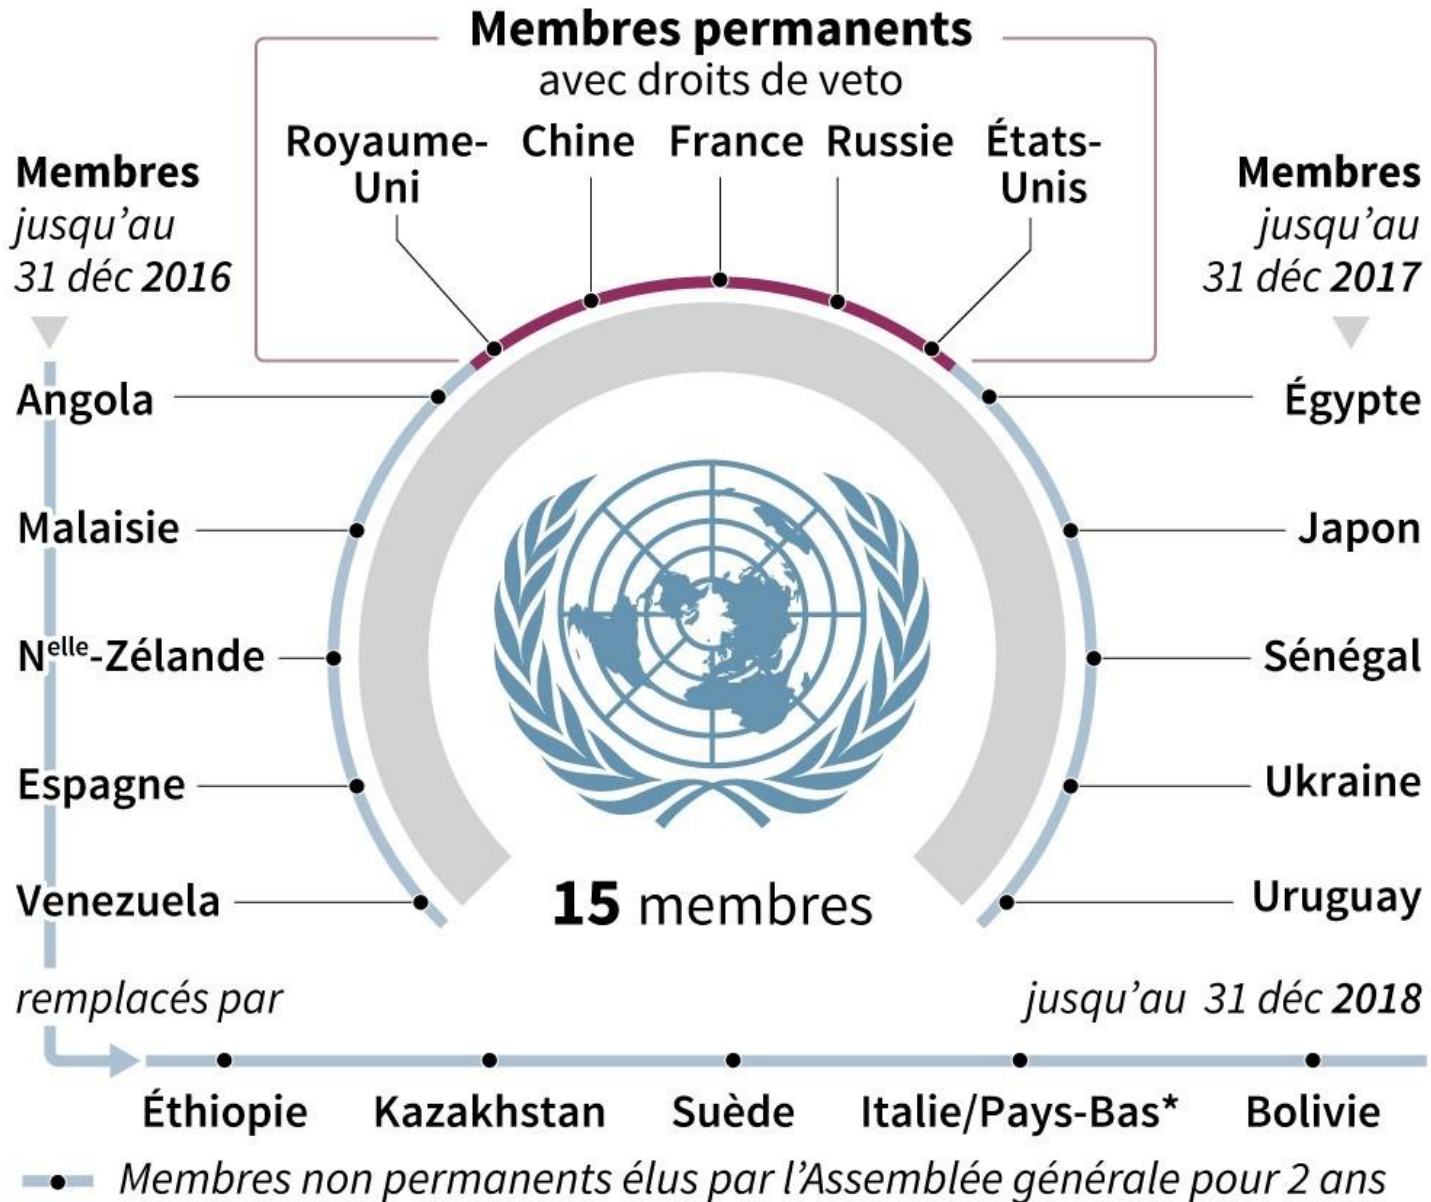 Membres permanents
avec droits de veto
Royaume-
Uni
Chine
France
Russie
États-
Unis
Membres
jusqu’au
31 déc 2016
Membres
jusqu’au
31 déc 2017
Angola
Malaisie
Nelle-Zélande
Espagne
Venezuela
Égypte
Japon
Sénégal
Ukraine
Uruguay
15 membres
remplacés par
jusqu’au 31 déc 2018
Éthiopie
Kazakhstan
Suède
Italie/Pays-Bas*
Bolivie
Membres non permanents élus par l’Assemblée générale pour 2 ans